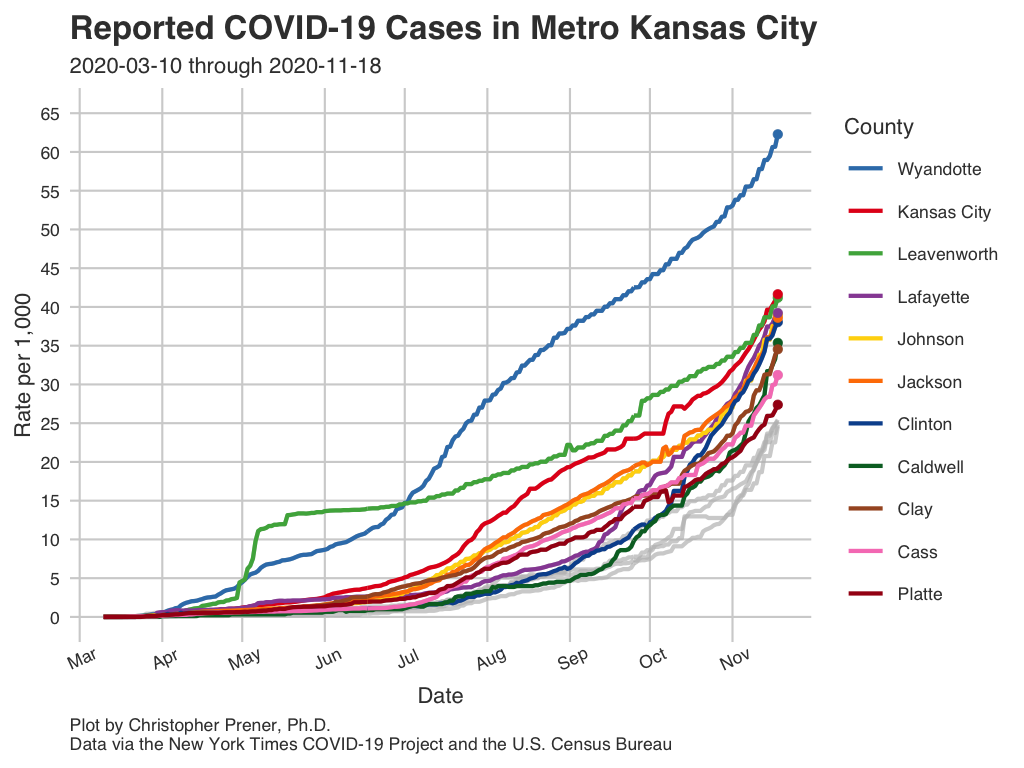 Reported COVID-19 Cases in Metro Kansas City
2020-03-10 through 2020-11-18
Rate per 1,000
65
60
55
50
45
40
35
30
25
20
15
10
5
0
Mar
Apr
May
Jun
Jul
Aug
Sep
Oct
Nov
Date
County
Wyandotte
Kansas City
Leavenworth
Lafayette
Johnson
Jackson
Clinton
Caldwell
Clay
Cass
Platte
Plot by Christopher Prener, Ph.D.
Data via the New York Times COVID-19 Project and the U.S. Census Bureau